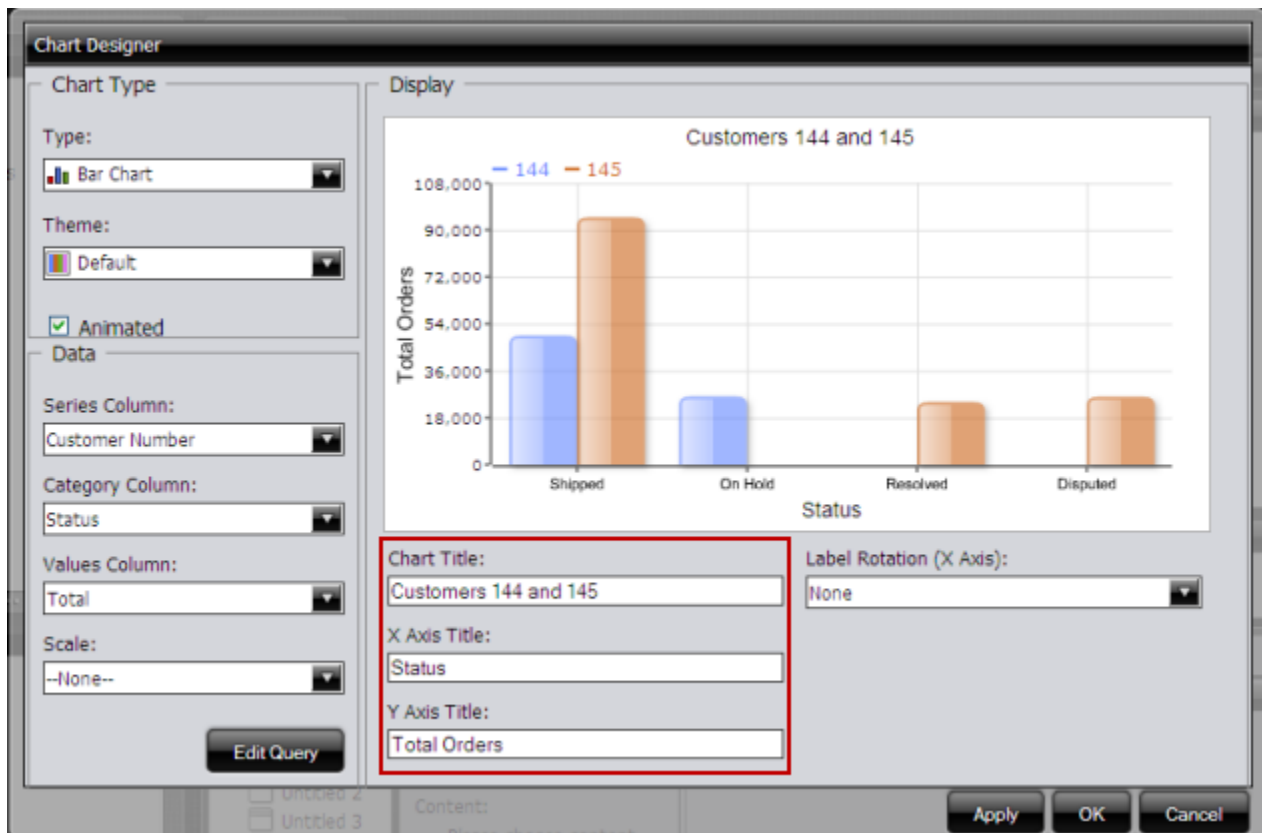 Chart Designer
Chart Type
Type:
Bar Chart
Theme:
Default
Animated
Data
Series Column:
Customer Number
Category Column:
Status
Values Column:
Total
Scale:
--None--
Edit Query
Display
Customers 144 and 145
144 145
108,000
90,000
72,000
54,000
36,000
18,000
0
Total Orders
Shipped On Hold Resolved Disputed
Status
Chart Title:
Customers 144 and 145
X Axis Title:
Status
Y Axis Title:
Total Orders
Label Rotation (X Axis):
None
Untitled 2
Untitled 3
Content:
Apply OK Cancel